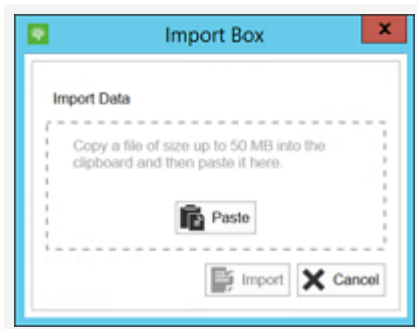 Import Box
x
Import Data
Copy a file of size up to 50 MB into the
clipboard and then paste it here.
Paste
Import Cancel